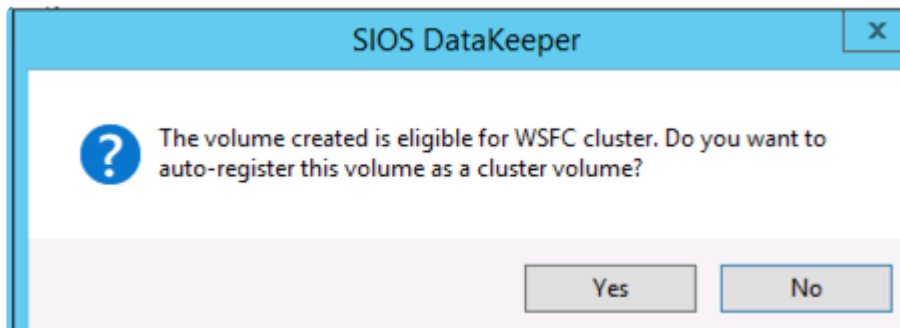 SIOS DataKeeper
x
The volume created is eligible for WSFC cluster. Do you want to
auto-register this volume as a cluster volume?
Yes No